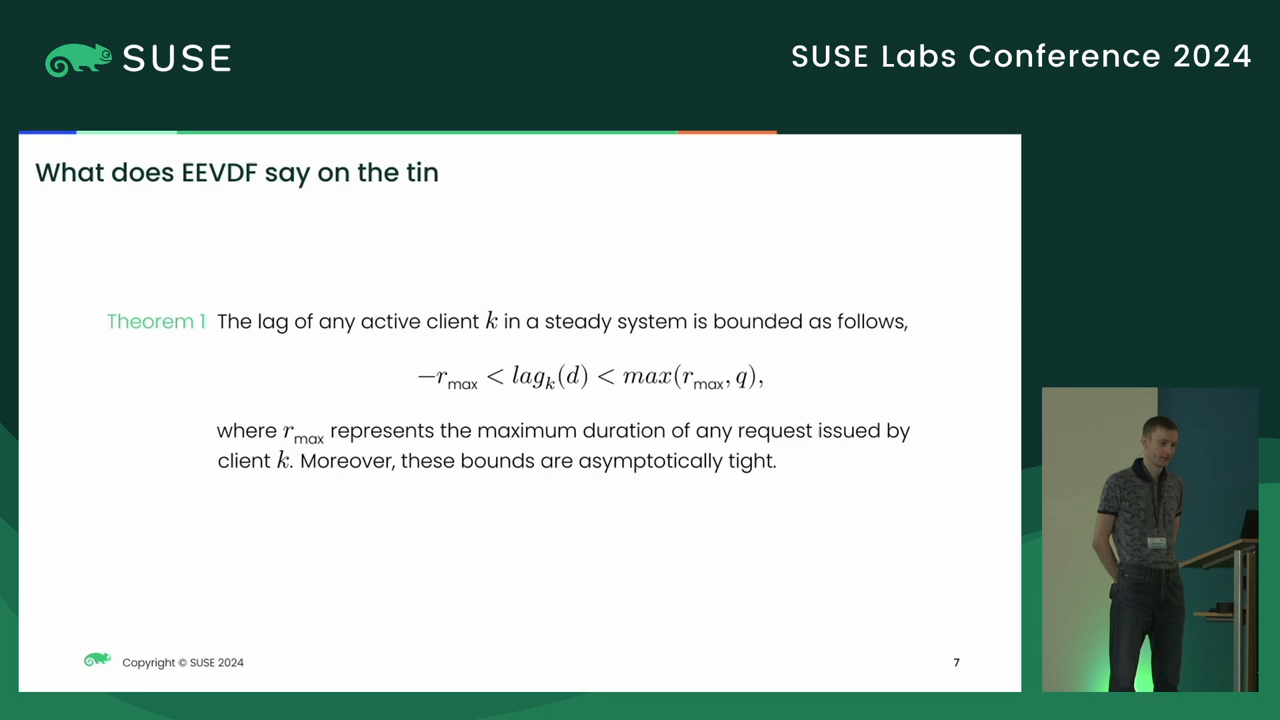 SUSE
SUSE Labs Conference 2024
What does EEVDF say on the tin
Theorem 1 The lag of any active client k in a steady system is bounded as follows,
−r_max < lag_k(d) < max(r_max, q),
where r_max represents the maximum duration of any request issued by
client k. Moreover, these bounds are asymptotically tight.
Copyright © SUSE 2024
7